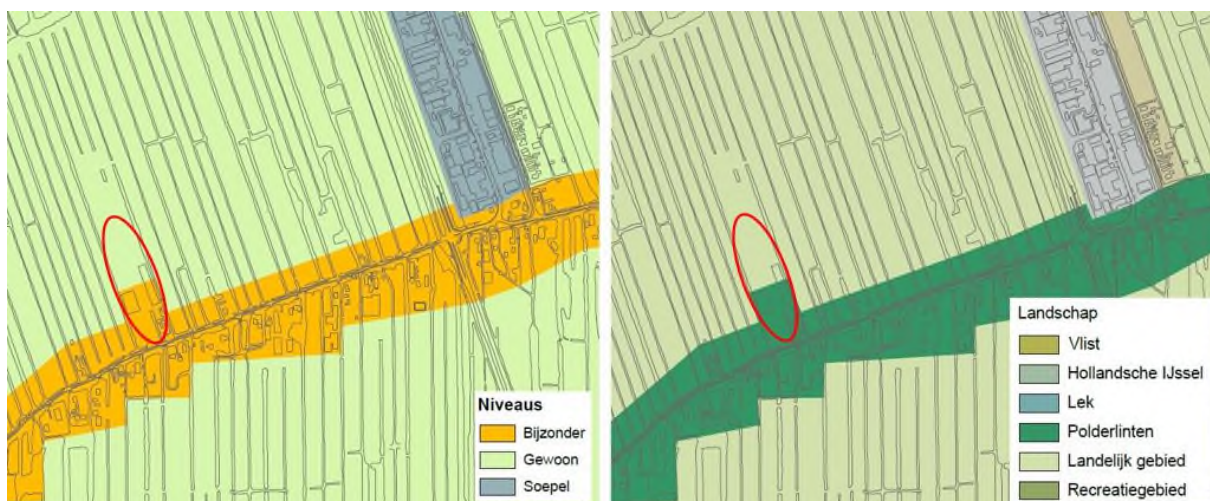 Niveaus
Bijzonder
Gewoon
Soepel
Landschap
Vlist
Hollandsche IJssel
Lek
Polderlinten
Landelijk gebied
Recreatiegebied